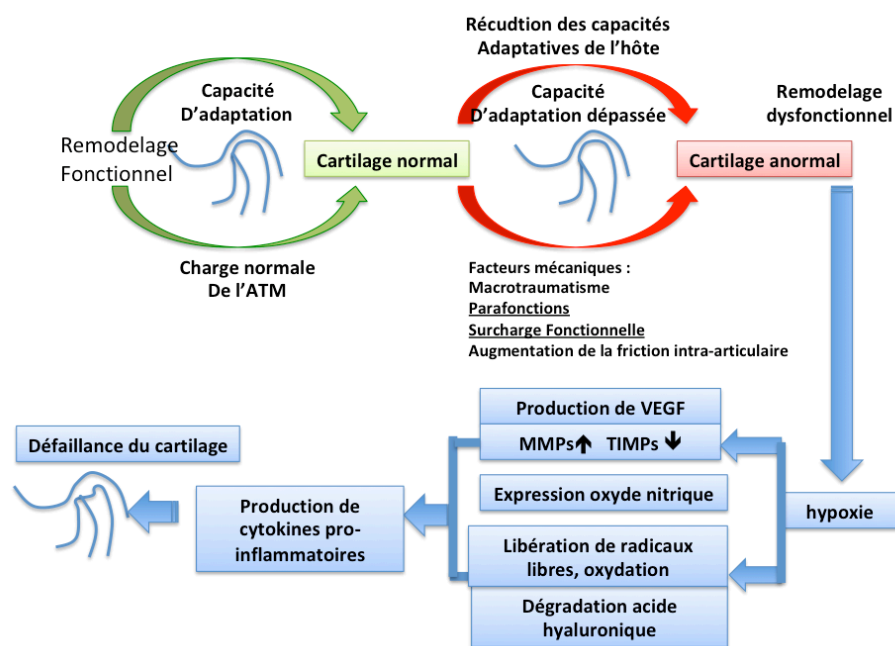 Récudtion des capacités
Adaptatives de l’hôte
Capacité
D’adaptation
Capacité
D’adaptation dépassée
Remodelage
dysfonctionnel
Remodelage
Fonctionnel
Cartilage normal
Cartilage anormal
Charge normale
De l’ATM
Facteurs mécaniques :
Macrotraumatisme
Parafonctions
Surcharge Fonctionnelle
Augmentation de la friction intra-articulaire
Production de VEGF
MMPs🡹 TIMPs 🡻
Défaillance du cartilage
Expression oxyde nitrique
Production de
cytokines pro-
inflammatoires
hypoxie
Libération de radicaux
libres, oxydation
Dégradation acide
hyaluronique